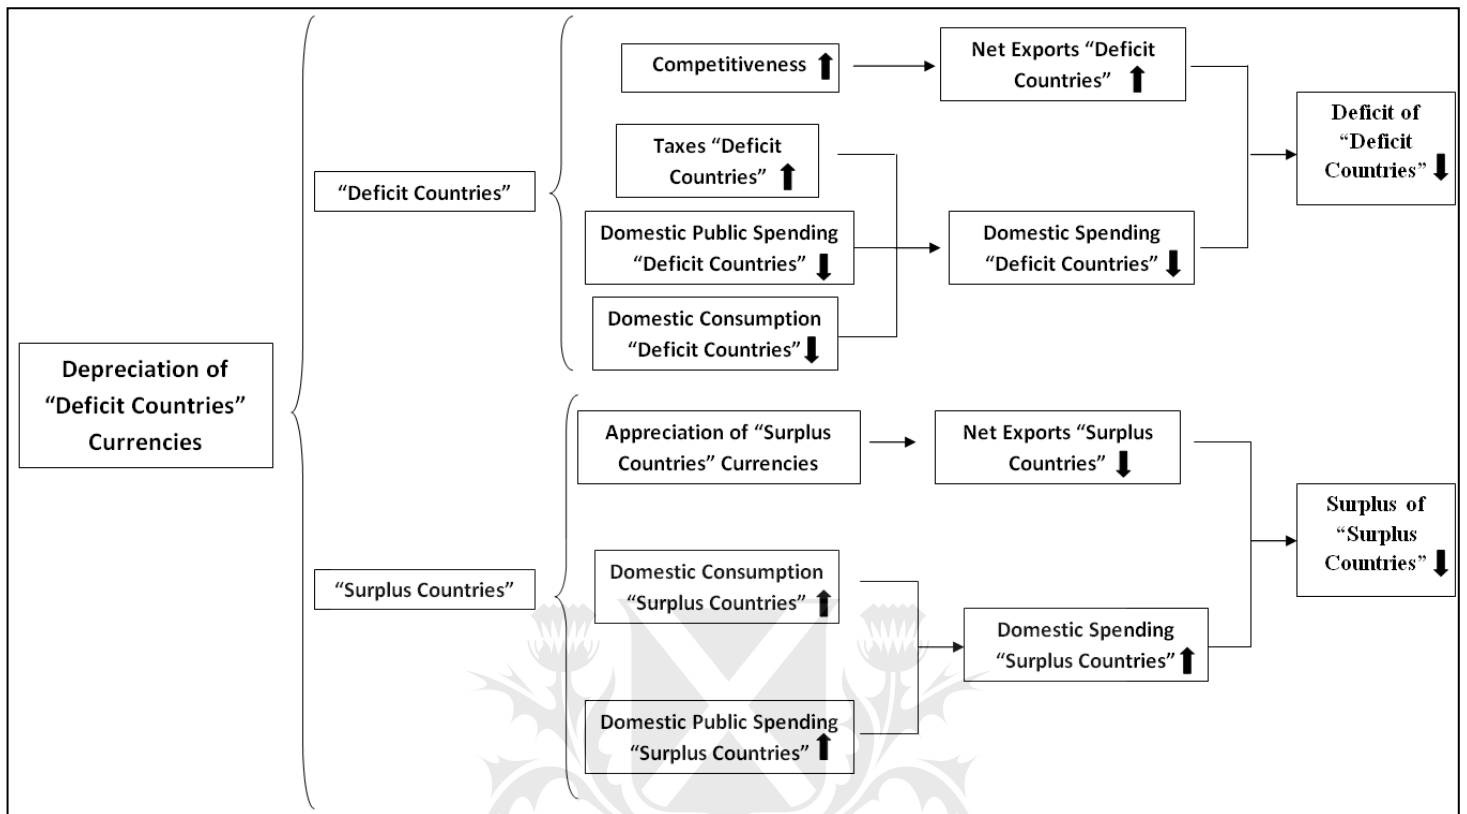 Depreciation of
“Deficit Countries”
Currencies
“Deficit Countries”
Competitiveness
Net Exports “Deficit
Countries”
Taxes “Deficit
Countries”
Domestic Public Spending
“Deficit Countries”
Domestic Consumption
“Deficit Countries”
Domestic Spending
“Deficit Countries”
Deficit of
“Deficit
Countries”
“Surplus Countries”
Appreciation of “Surplus
Countries” Currencies
Net Exports “Surplus
Countries”
Domestic Consumption
“Surplus Countries”
Domestic Public Spending
“Surplus Countries”
Domestic Spending
“Surplus Countries”
Surplus of
“Surplus
Countries”